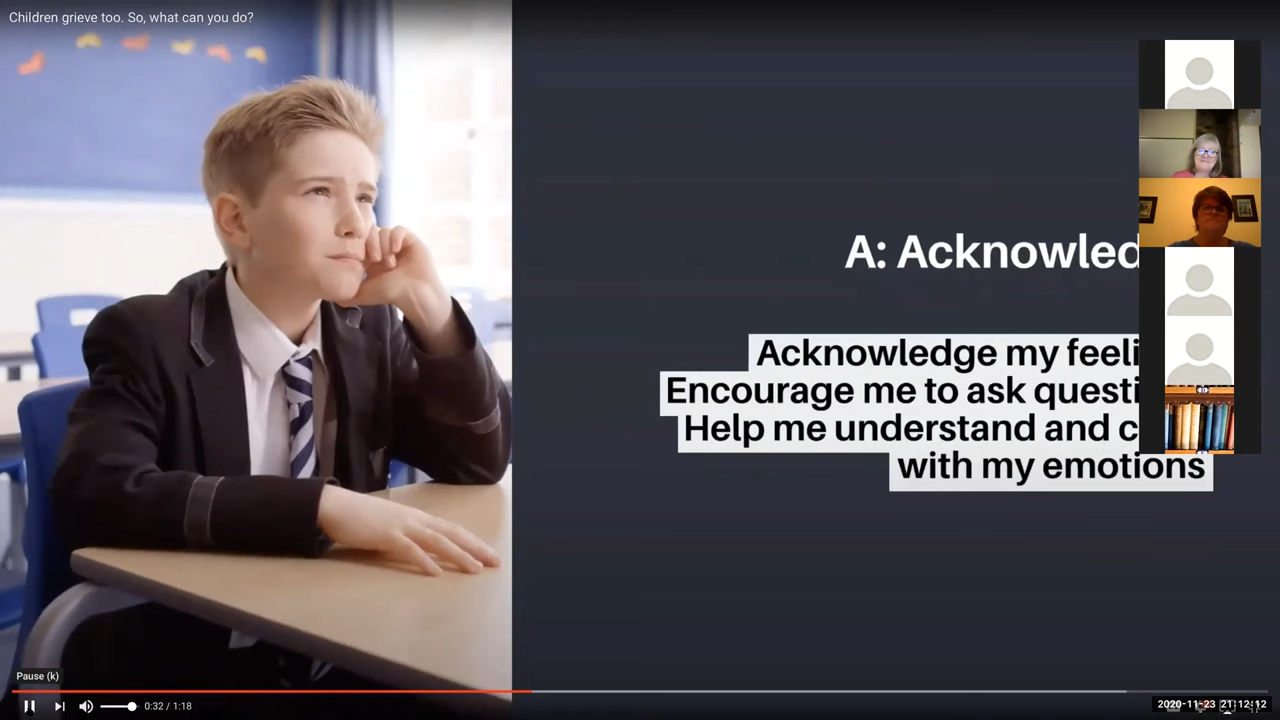 Children grieve too. So, what can you do?
A: Acknowled
Acknowledge my feeli
Encourage me to ask questi
Help me understand and c
with my emotions
Pause (k)
0:32 / 1:18
2020-11-23 21:12:12